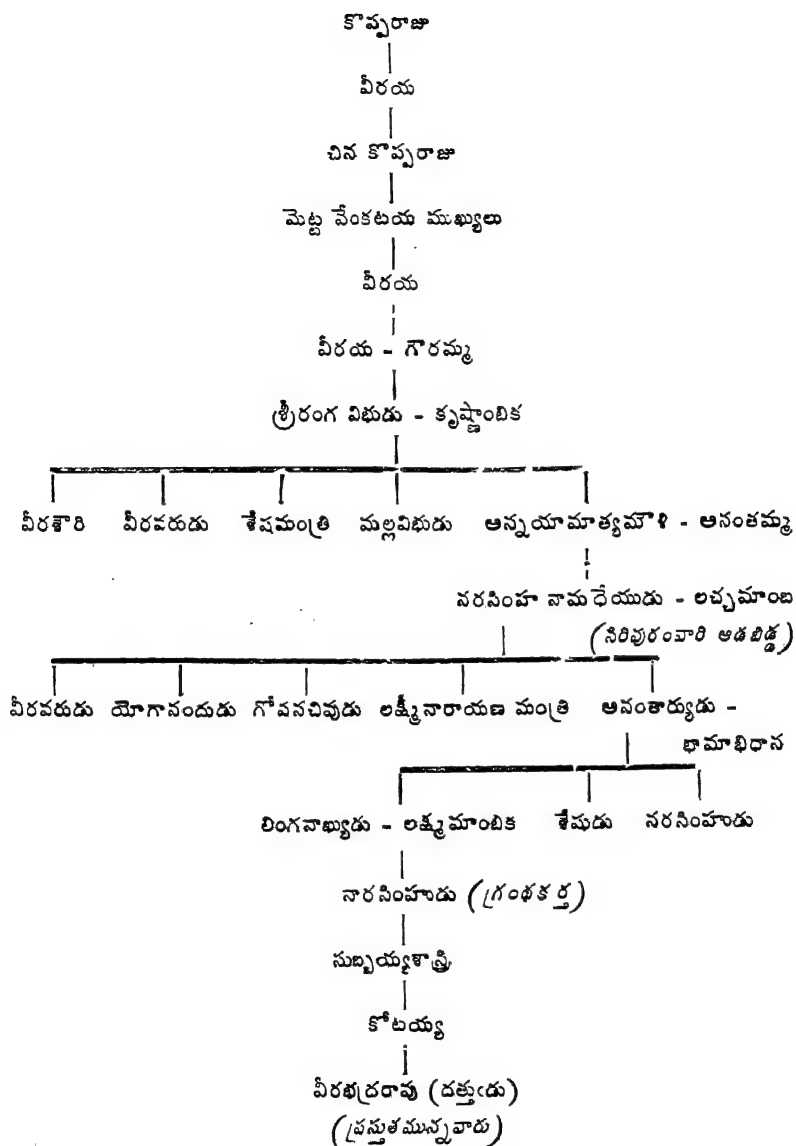 కొప్పరాజు
వీరయ
చిన కొప్పరాజు
మెట్ట వేంకటయ ముఖ్యులు
వీరయ
వీరయ - గౌరమ్మ
శ్రీరంగ విభుడు - కృష్ణాంబిక
వీరశౌరి వీరవరుడు శేషమంత్రి మల్లవిభుడు అన్నయామాత్యమౌళి - అనంతమ్మ
నరసింహ నామధేయుడు - లచ్చమాంబ
(సిరిపురంవారి ఆడబిడ్డ)
వీరవరుడు యోగానందుడు గోపనచివుడు లక్ష్మీనారాయణ మంత్రి అనంతార్యుడు -
భామాభిధాన
లింగనాఖ్యుడు - లక్ష్మమాంబిక శేషుడు నరసింహుడు
నారసింహుడు (గ్రంథకర్త)
సుబ్బయ్యశాస్త్రి
కోటయ్య
వీరభద్రరావు (దత్తుఁడు)
(ప్రస్తుతమున్నవారు)